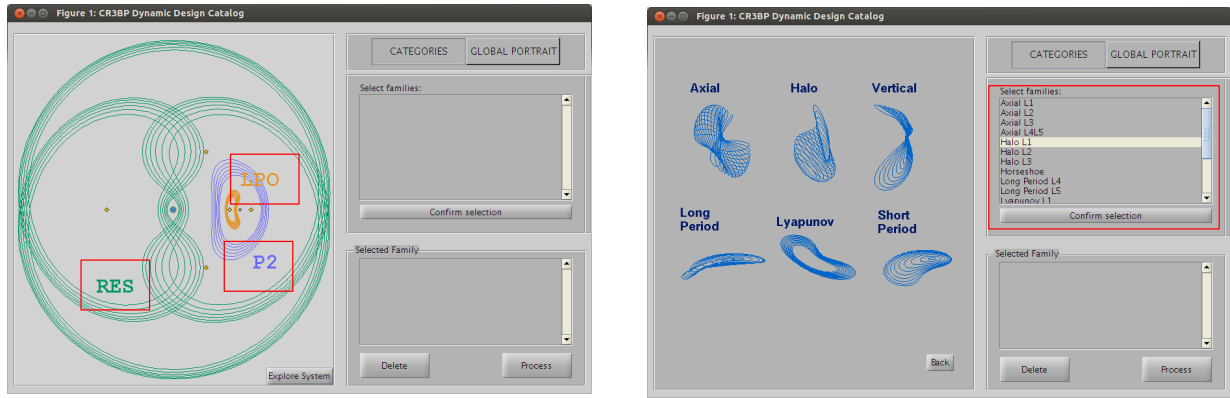 Figure 1: CR3BP Dynamic Design Catalog
CATEGORIES
GLOBAL PORTRAIT
Select families:
LPO
P2
RES
Confirm selection
Selected Family
Delete
Process
Explore System
Figure 1: CR3BP Dynamic Design Catalog
CATEGORIES
GLOBAL PORTRAIT
Axial
Halo
Vertical
Long
Period
Lyapunov
Short
Period
Back
Select families:
Axial L1
Axial L2
Axial L3
Axial L4L5
Halo L1
Halo L2
Halo L3
Horseshoe
Long Period L4
Long Period L5
Lyapunov L1
Confirm selection
Selected Family
Delete
Process